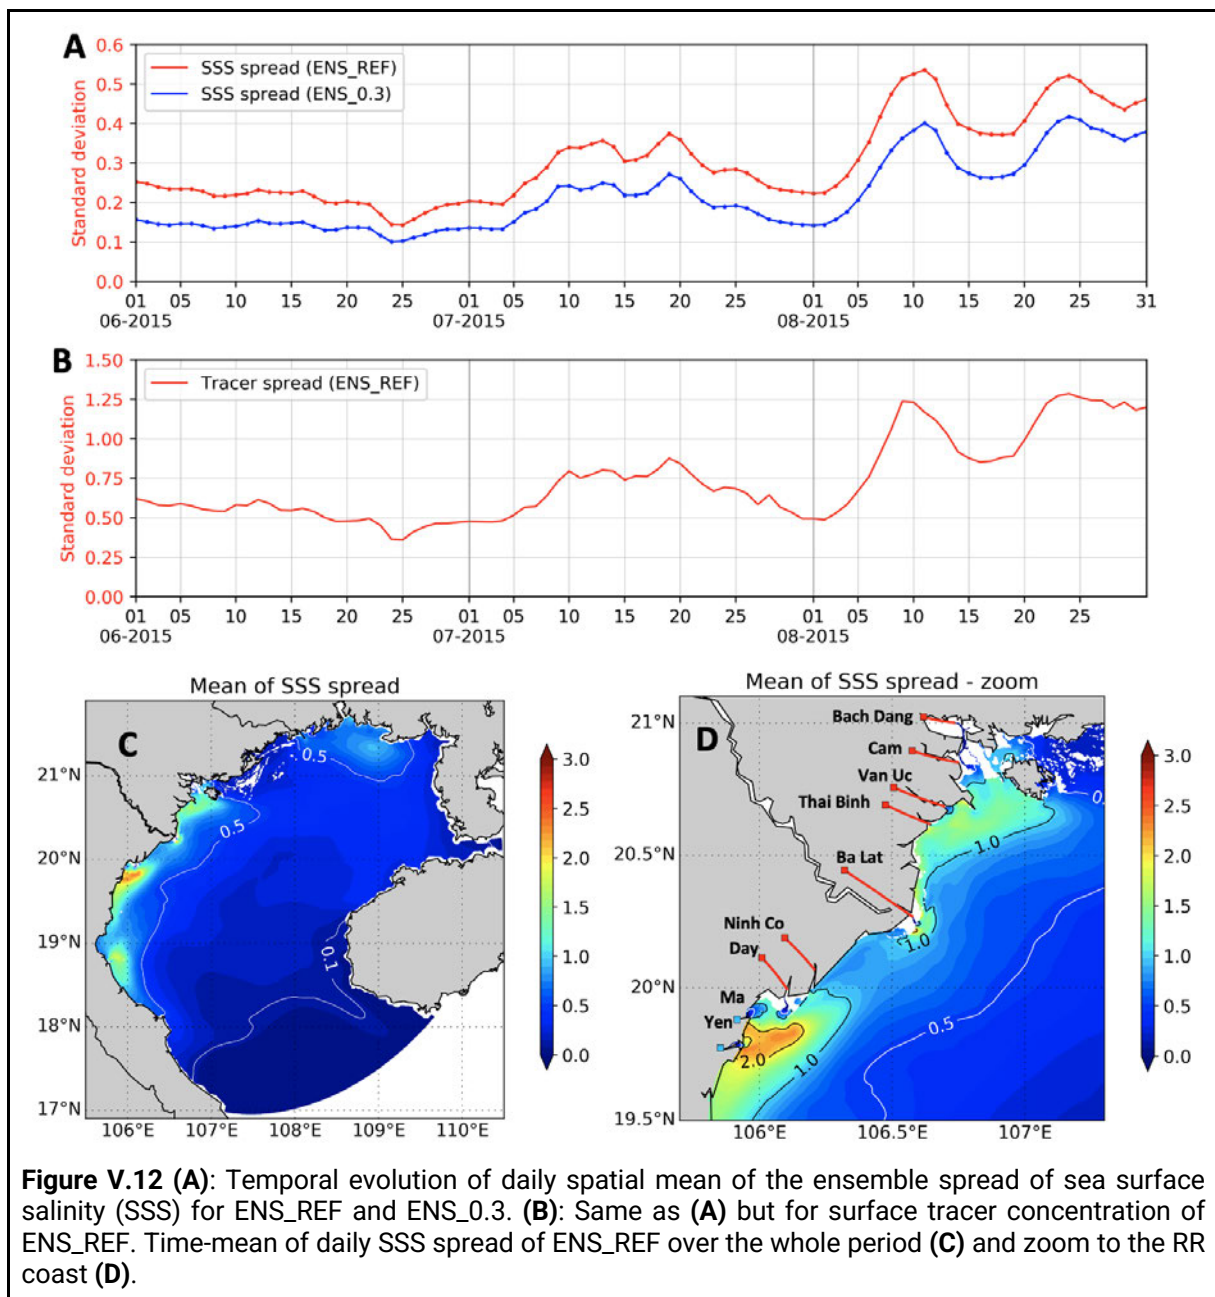 A
0.6
0.5
0.4
0.3
0.2
0.1
0.0
Standard deviation
SSS spread (ENS_REF)
SSS spread (ENS_0.3)
01 05 10 15 20 25 01 05 10 15 20 25 01 05 10 15 20 25 31
06-2015 07-2015 08-2015
B
1.50
1.25
1.00
0.75
0.50
0.25
0.00
Standard deviation
Tracer spread (ENS_REF)
01 05 10 15 20 25 01 05 10 15 20 25 01 05 10 15 20 25
06-2015 07-2015 08-2015
Mean of SSS spread
C
21°N
20°N
19°N
18°N
17°N
106°E 107°E 108°E 109°E 110°E
0.5
0.5
0.1
3.0
2.5
2.0
1.5
1.0
0.5
0.0
Mean of SSS spread - zoom
D
21°N
20.5°N
20°N
19.5°N
106°E 106.5°E 107°E
Bach Dang
Cam
Van Uc
Thai Binh
Ba Lat
Ninh Co
Day
Ma
Yen
0.
1.0
1.0
0.5
2.0
1.0
3.0
2.5
2.0
1.5
1.0
0.5
0.0
Figure V.12 (A): Temporal evolution of daily spatial mean of the ensemble spread of sea surface
salinity (SSS) for ENS_REF and ENS_0.3. (B): Same as (A) but for surface tracer concentration of
ENS_REF. Time-mean of daily SSS spread of ENS_REF over the whole period (C) and zoom to the RR
coast (D).